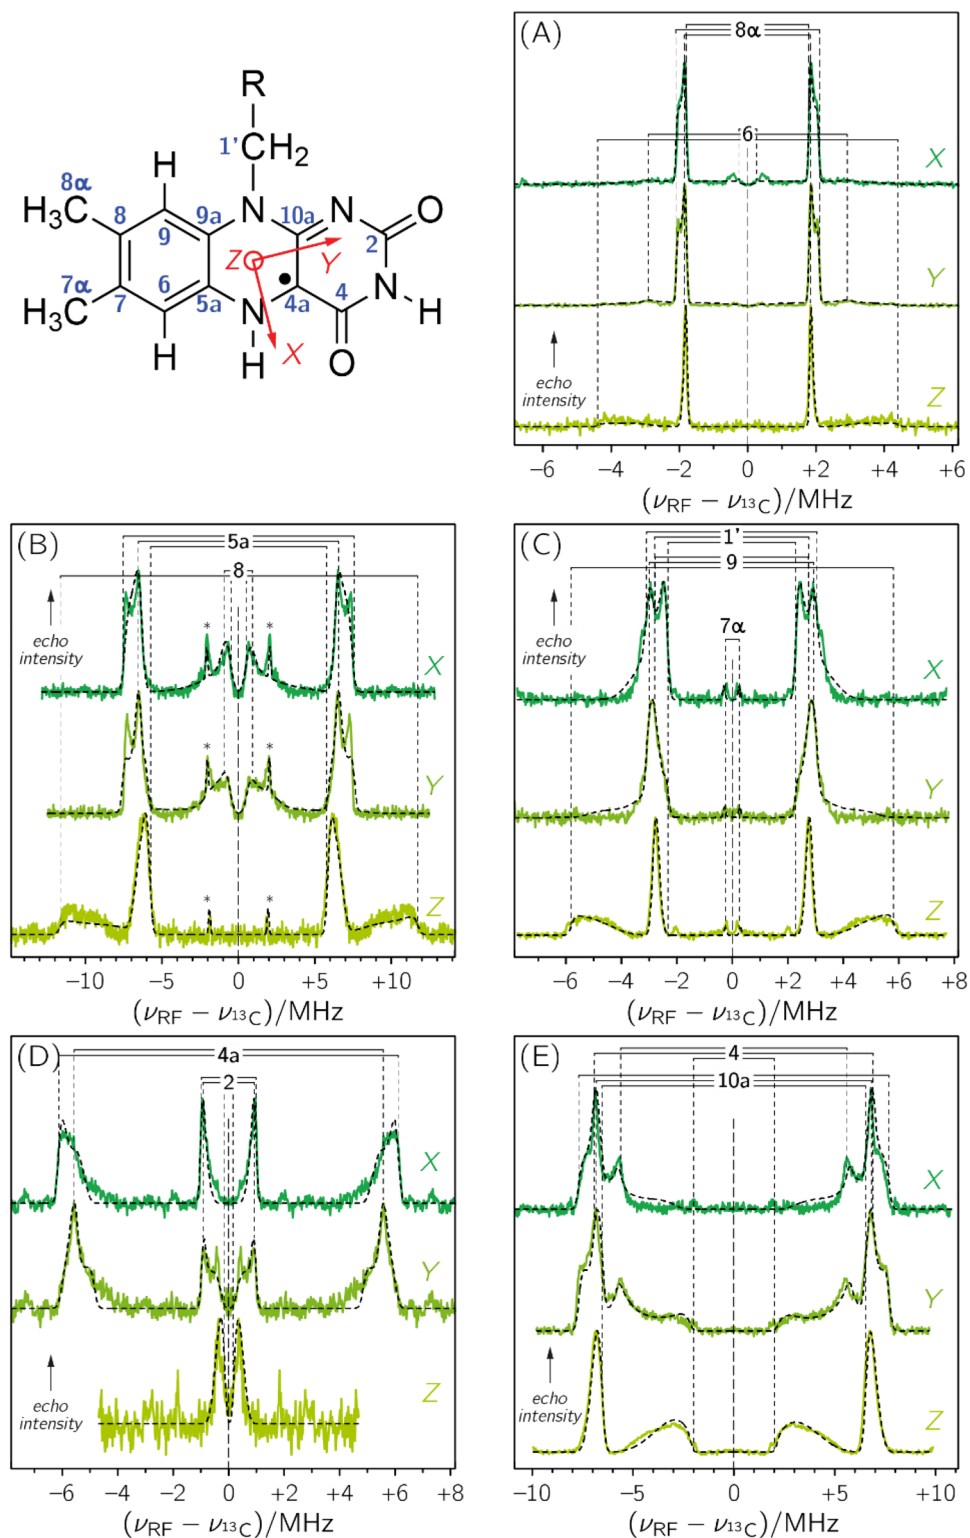 R
1' CH2
8α H
H3C 8 9a N 10a N O
9 2
Z Y
7α 6 4 NH
H3C 7 5a N 4a H
H H X O
(A)
8α
6
X
Y
echo
intensity
Z
−6 −4 −2 0 +2 +4 +6
(νRF − ν13C)/MHz
(B)
5a
8
echo
intensity
* *
X
* *
Y
* *
Z
−10 −5 0 +5 +10
(νRF − ν13C)/MHz
(C)
1'
9
echo
intensity
7α
X
Y
Z
−6 −4 −2 0 +2 +4 +6 +8
(νRF − ν13C)/MHz
(D)
4a
2
X
Y
echo
intensity
Z
−6 −4 −2 0 +2 +4 +6 +8
(νRF − ν13C)/MHz
(E)
4
10a
X
Y
echo
intensity
Z
−10 −5 0 +5 +10
(νRF − ν13C)/MHz